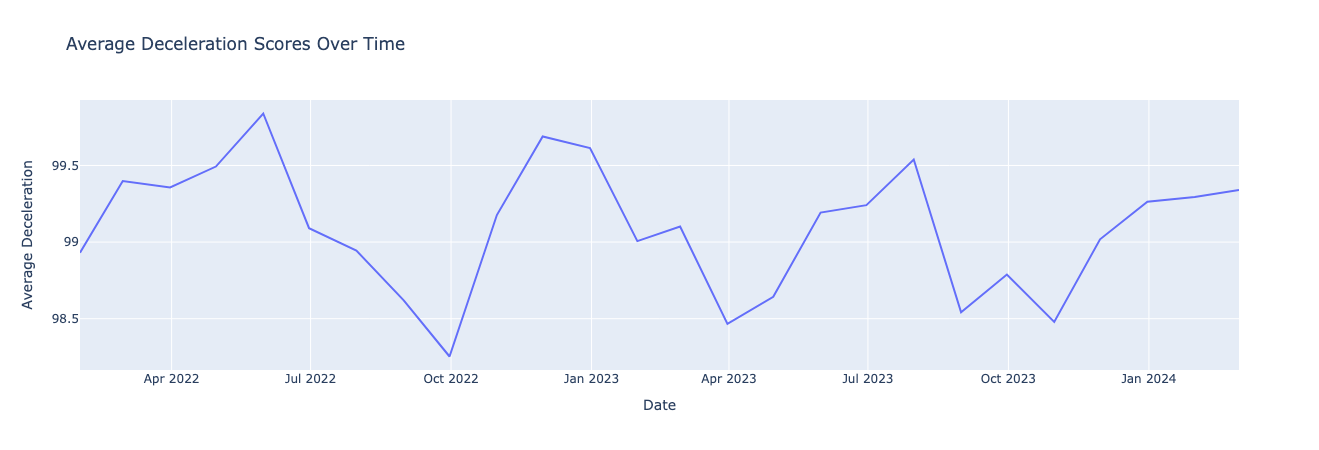 Average Deceleration Scores Over Time
Average Deceleration
99.5
99
98.5
Apr 2022
Jul 2022
Oct 2022
Jan 2023
Apr 2023
Jul 2023
Oct 2023
Jan 2024
Date